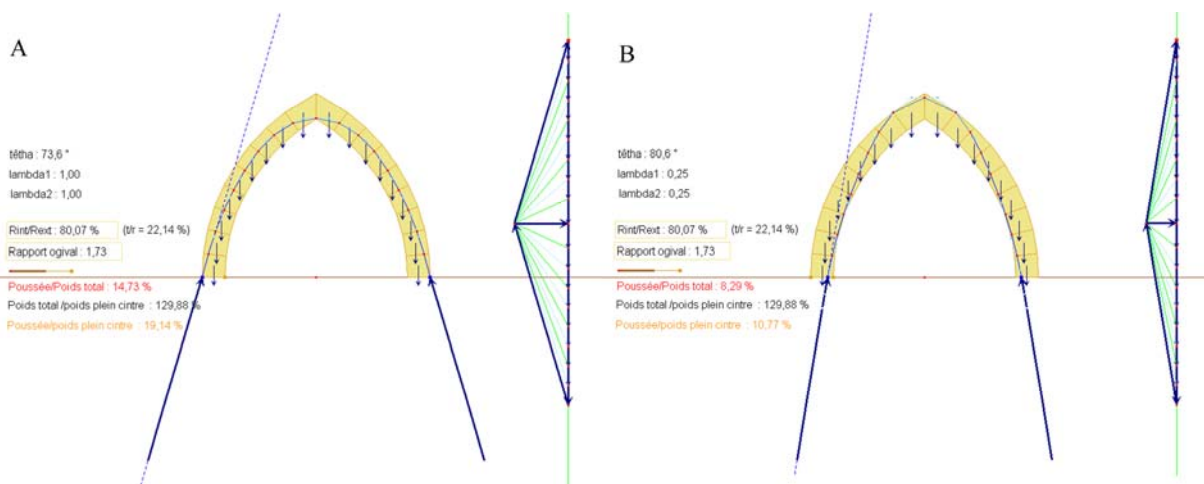 A
têtha : 73,6 °
lambda1 : 1,00
lambda2 : 1,00
Rint/Rext : 80,07 % (t/r = 22,14 %)
Rapport ogival : 1,73
Poussée/Poids total : 14,73 %
Poids total /poids plein cintre : 129,88 %
Poussée/poids plein cintre : 19,14 %
B
têtha : 80,6 °
lambda1 : 0,25
lambda2 : 0,25
Rint/Rext : 80,07 % (t/r = 22,14 %)
Rapport ogival : 1,73
Poussée/Poids total : 8,29 %
Poids total /poids plein cintre : 129,88 %
Poussée/poids plein cintre : 10,77 %